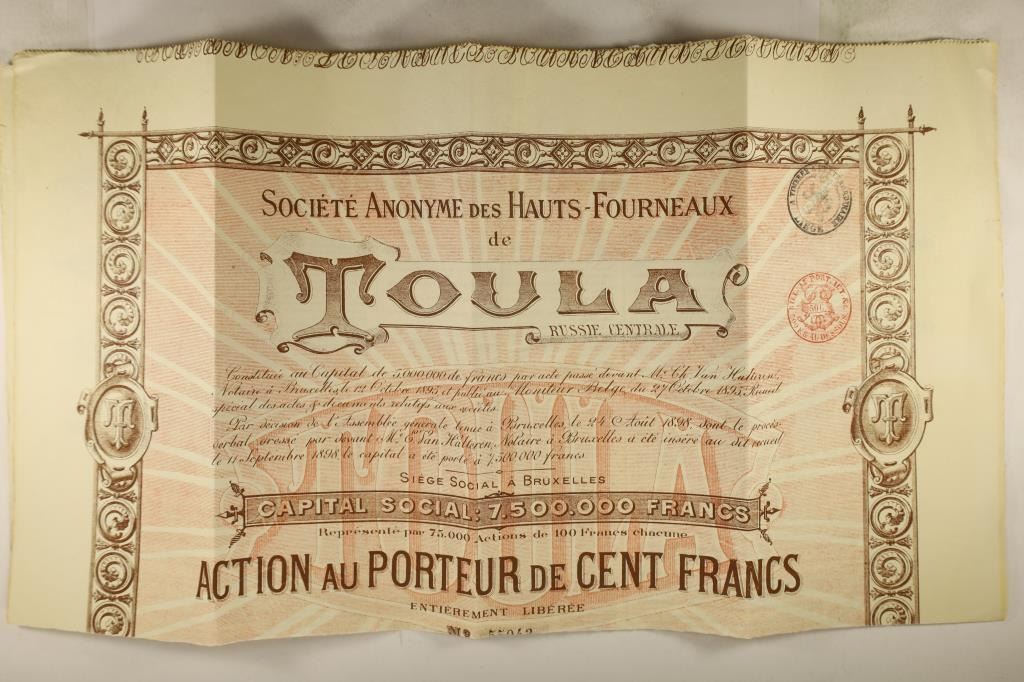 SOCIÉTÉ ANONYME DES HAUTS-FOURNEAUX
de
TOULA
RUSSIE CENTRALE
Constituée au Capital de 5.000.000 de francs par acte passé devant Me Ch. Van Halteren,
Notaire à Bruxelles, le 12 Octobre 1895 et publié au Moniteur Belge du 27 Octobre 1895, Recueil
spécial des actes & documents relatifs aux sociétés.
Par décision de l'Assemblée générale tenue à Bruxelles, le 24 Août 1898, dont le procès-
verbal dressé par devant Me E. Van Halteren, Notaire à Bruxelles a été inséré au dit recueil
le 11 Septembre 1898 le capital a été porté à 7.500.000 francs.
SIÈGE SOCIAL À BRUXELLES
CAPITAL SOCIAL: 7.500.000 FRANCS
Représenté par 75.000 Actions de 100 Francs chacune
ACTION AU PORTEUR DE CENT FRANCS
ENTIÈREMENT LIBÉRÉE
No
TOULA